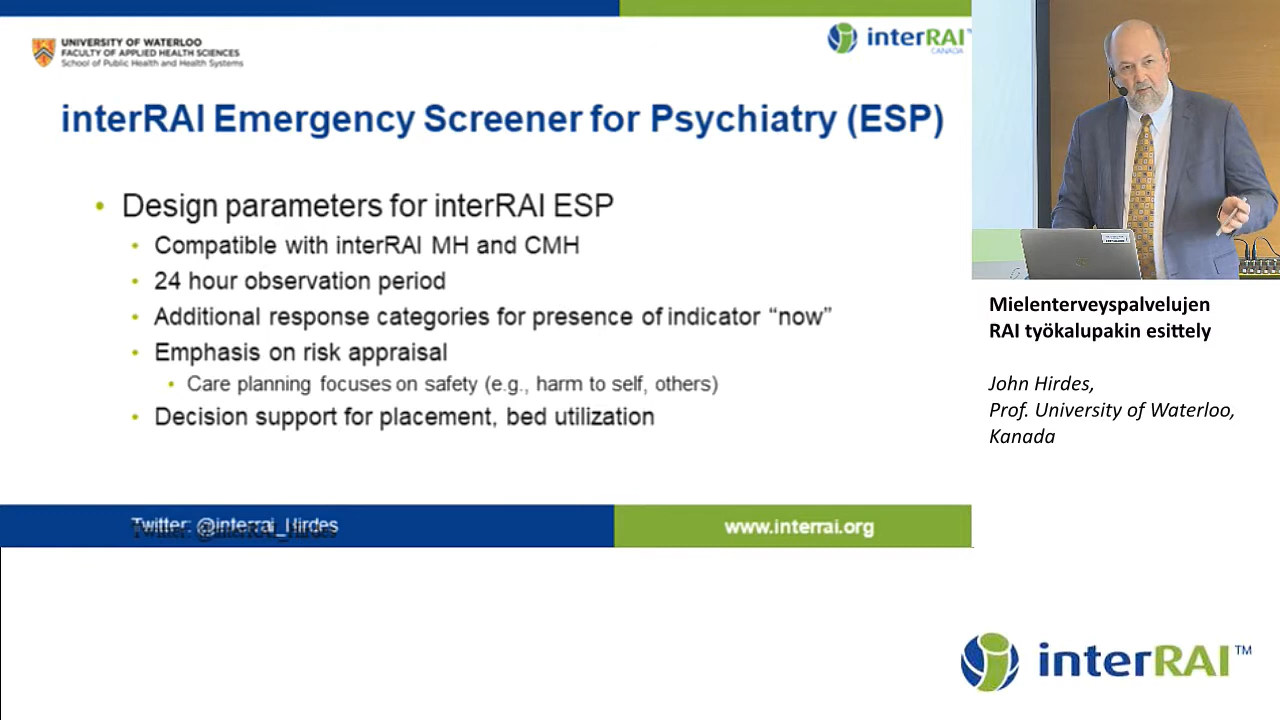 UNIVERSITY OF WATERLOO
FACULTY OF APPLIED HEALTH SCIENCES
School of Public Health and Health Systems
interRAI
CANADA
interRAI Emergency Screener for Psychiatry (ESP)
• Design parameters for interRAI ESP
• Compatible with interRAI MH and CMH
• 24 hour observation period
• Additional response categories for presence of indicator “now”
• Emphasis on risk appraisal
• Care planning focuses on safety (e.g., harm to self, others)
• Decision support for placement, bed utilization
Twitter: @interrai_Hirdes
Twitter: @interRAI_Hirdes
www.interrai.org
Mielenterveyspalvelujen
RAI työkalupakin esittely
John Hirdes,
Prof. University of Waterloo,
Kanada
interRAI™